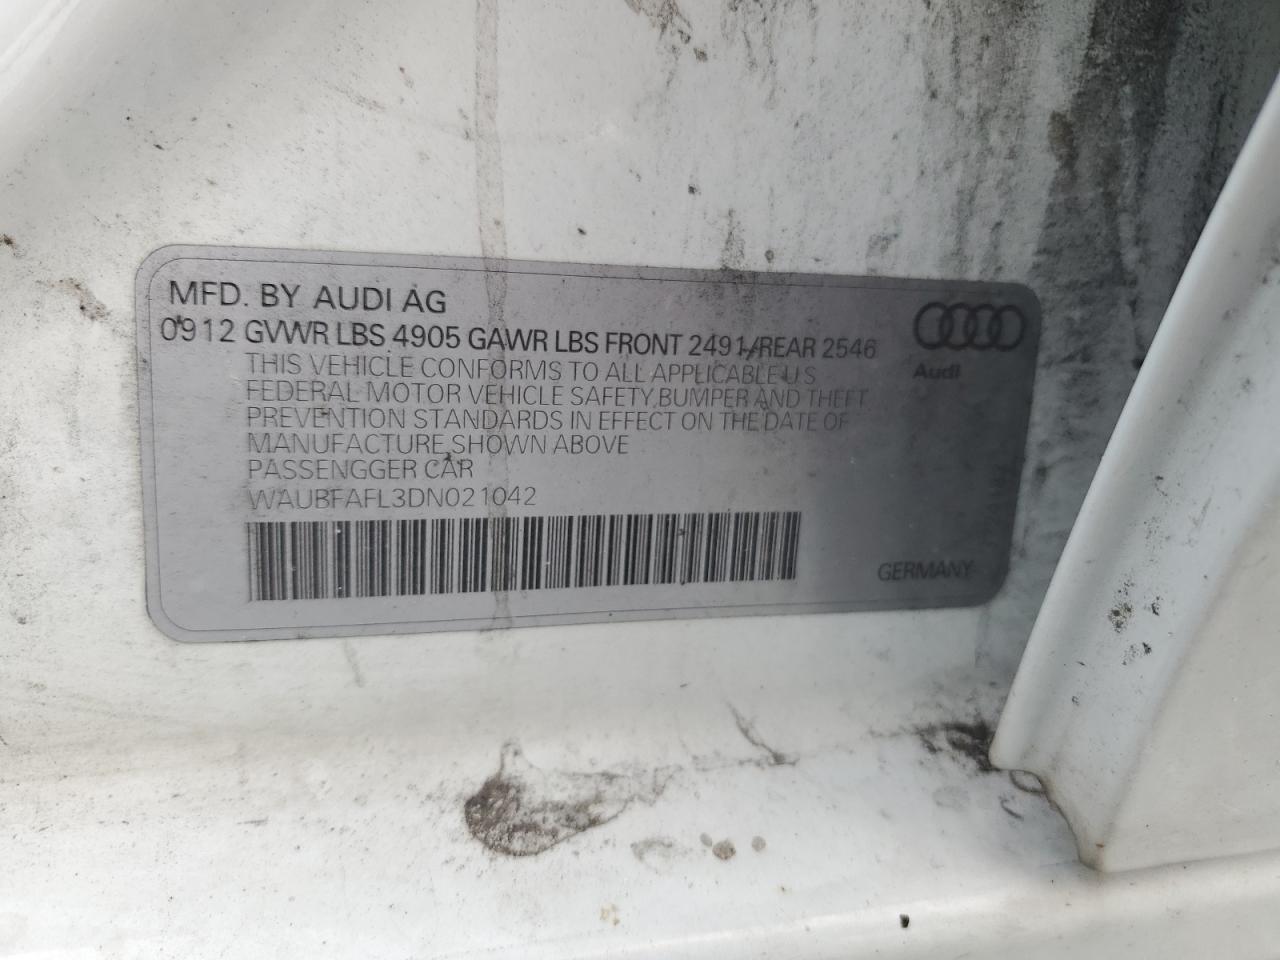 MFD. BY AUDI AG
0912 GVWR LBS 4905 GAWR LBS FRONT 2491/REAR 2546
THIS VEHICLE CONFORMS TO ALL APPLICABLE U.S
FEDERAL MOTOR VEHICLE SAFETY,BUMPER AND THEFT
PREVENTION STANDARDS IN EFFECT ON THE DATE OF
MANUFACTURE SHOWN ABOVE
PASSENGGER CAR
WAUBFAFL3DN021042
Audi
GERMANY